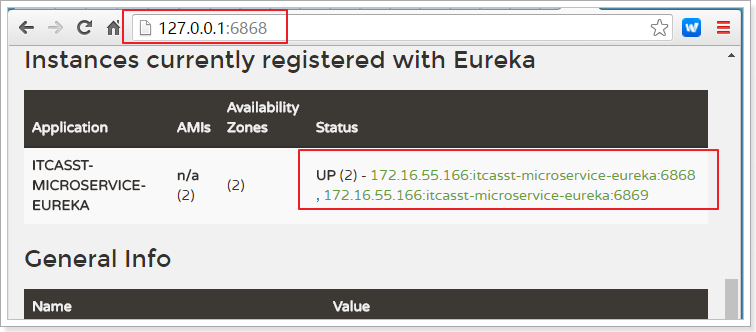 127.0.0.1:6868
Instances currently registered with Eureka
Availability
Application AMIs Zones Status
ITCASST-
MICROSERVICE-
EUREKA
n/a
(2)
(2)
UP (2) - 172.16.55.166:itcasst-microservice-eureka:6868
, 172.16.55.166:itcasst-microservice-eureka:6869
General Info
Name Value